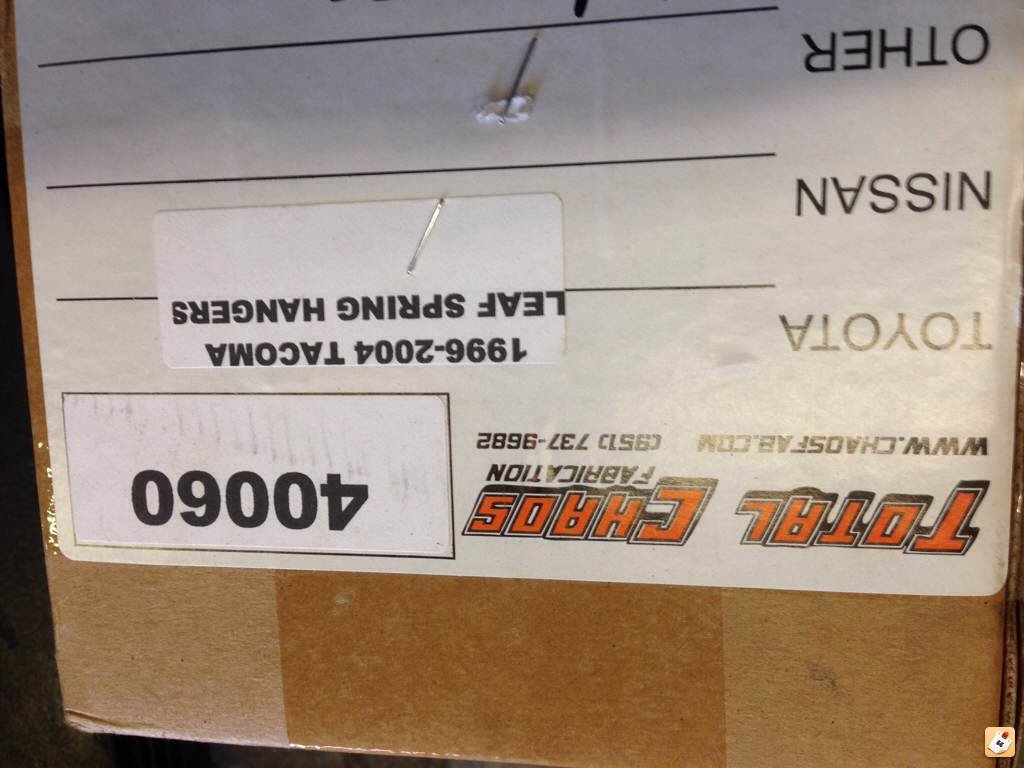 TOTAL CHAOS
FABRICATION
WWW.CHAOSFAB.COM (951) 737-9682
40060
TOYOTA
1996-2004 TACOMA
LEAF SPRING HANGERS
NISSAN
OTHER